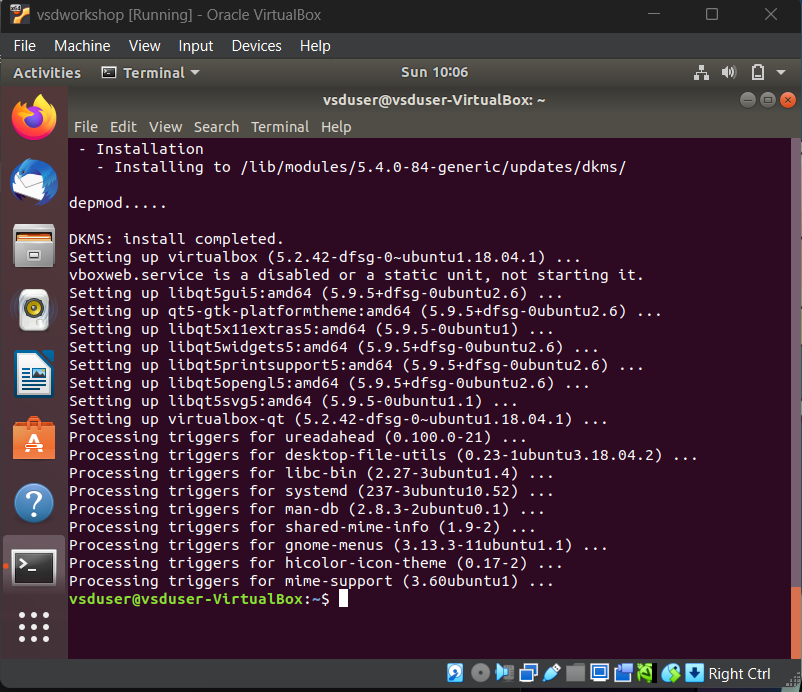 vsdworkshop [Running] - Oracle VirtualBox
File Machine View Input Devices Help
Activities Terminal Sun 10:06
vsduser@vsduser-VirtualBox: ~
File Edit View Search Terminal Help
- Installation
- Installing to /lib/modules/5.4.0-84-generic/updates/dkms/
depmod.....
DKMS: install completed.
Setting up virtualbox (5.2.42-dfsg-0~ubuntu1.18.04.1) ...
vboxweb.service is a disabled or a static unit, not starting it.
Setting up libqt5gui5:amd64 (5.9.5+dfsg-0ubuntu2.6) ...
Setting up qt5-gtk-platformtheme:amd64 (5.9.5+dfsg-0ubuntu2.6) ...
Setting up libqt5x11extras5:amd64 (5.9.5-0ubuntu1) ...
Setting up libqt5widgets5:amd64 (5.9.5+dfsg-0ubuntu2.6) ...
Setting up libqt5printsupport5:amd64 (5.9.5+dfsg-0ubuntu2.6) ...
Setting up libqt5opengl5:amd64 (5.9.5+dfsg-0ubuntu2.6) ...
Setting up libqt5svg5:amd64 (5.9.5-0ubuntu1.1) ...
Setting up virtualbox-qt (5.2.42-dfsg-0~ubuntu1.18.04.1) ...
Processing triggers for ureadahead (0.100.0-21) ...
Processing triggers for desktop-file-utils (0.23-1ubuntu3.18.04.2) ...
Processing triggers for libc-bin (2.27-3ubuntu1.4) ...
Processing triggers for systemd (237-3ubuntu10.52) ...
Processing triggers for man-db (2.8.3-2ubuntu0.1) ...
Processing triggers for shared-mime-info (1.9-2) ...
Processing triggers for gnome-menus (3.13.3-11ubuntu1.1) ...
Processing triggers for hicolor-icon-theme (0.17-2) ...
Processing triggers for mime-support (3.60ubuntu1) ...
vsduser@vsduser-VirtualBox:~$
Right Ctrl